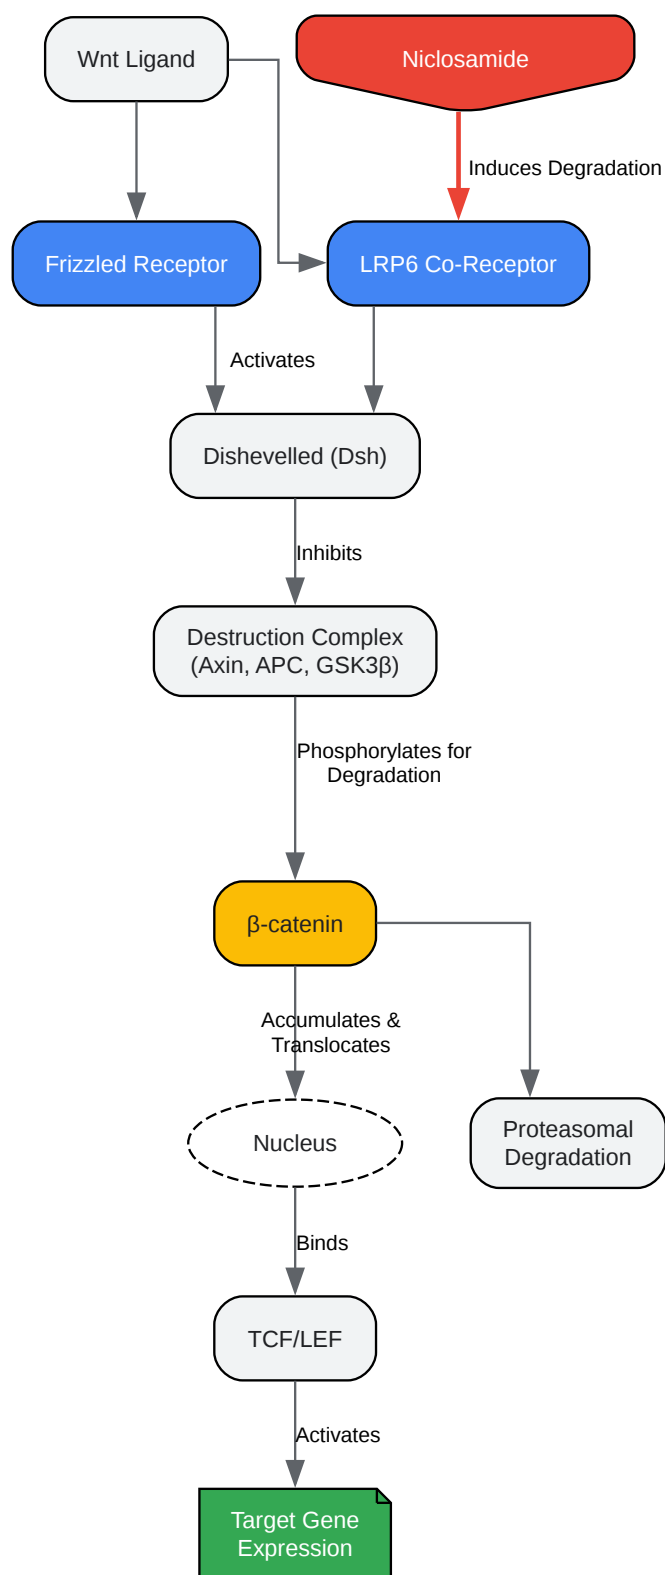 Wnt Ligand
Niclosamide
Induces Degradation
Frizzled Receptor
LRP6 Co-Receptor
Activates
Dishevelled (Dsh)
Inhibits
Destruction Complex
(Axin, APC, GSK3β)
Phosphorylates for
Degradation
β-catenin
Accumulates &
Translocates
Nucleus
Proteasomal
Degradation
Binds
TCF/LEF
Activates
Target Gene
Expression